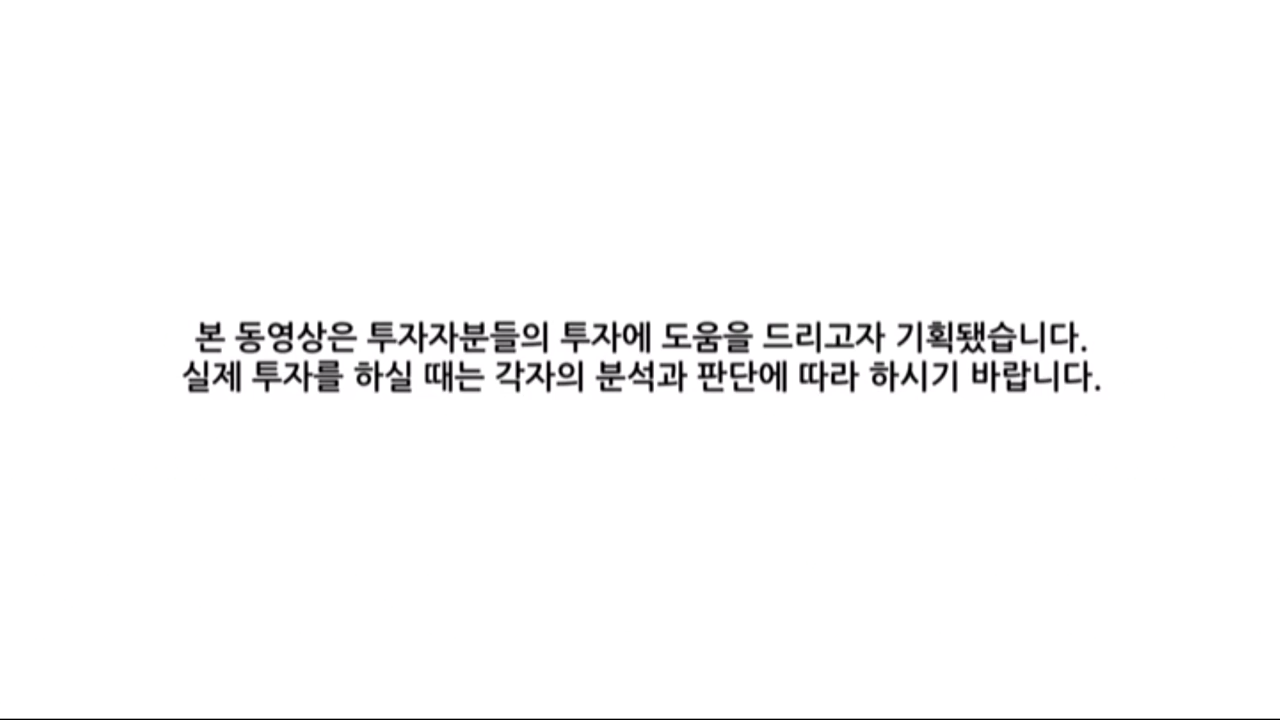 본 동영상은 투자자분들의 투자에 도움을 드리고자 기획됐습니다.
실제 투자를 하실 때는 각자의 분석과 판단에 따라 하시기 바랍니다.